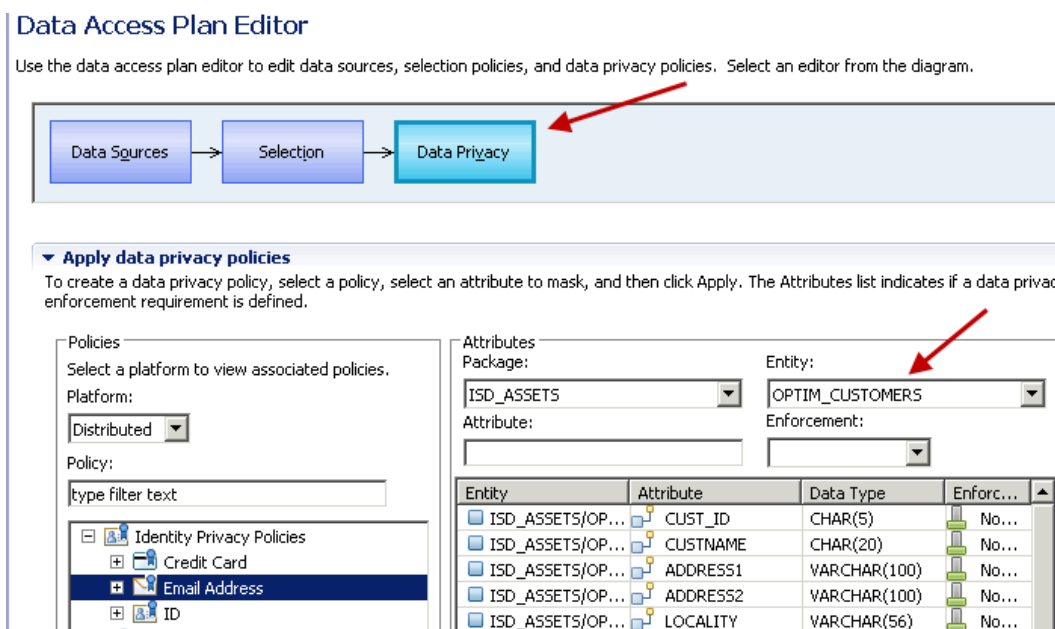 Data Access Plan Editor
Use the data access plan editor to edit data sources, selection policies, and data privacy policies.  Select an editor from the diagram.
Data Sources
Selection
Data Privacy
Apply data privacy policies
To create a data privacy policy, select a policy, select an attribute to mask, and then click Apply. The Attributes list indicates if a data privac
enforcement requirement is defined.
Policies
Select a platform to view associated policies.
Platform:
Distributed
Policy:
type filter text
Identity Privacy Policies
Credit Card
Email Address
ID
Attributes
Package:
Entity:
ISD_ASSETS
OPTIM_CUSTOMERS
Attribute:
Enforcement:
Entity Attribute Data Type Enforc...
ISD_ASSETS/OP... CUST_ID CHAR(5) No...
ISD_ASSETS/OP... CUSTNAME CHAR(20) No...
ISD_ASSETS/OP... ADDRESS1 VARCHAR(100) No...
ISD_ASSETS/OP... ADDRESS2 VARCHAR(100) No...
ISD_ASSETS/OP... LOCALITY VARCHAR(56) No...